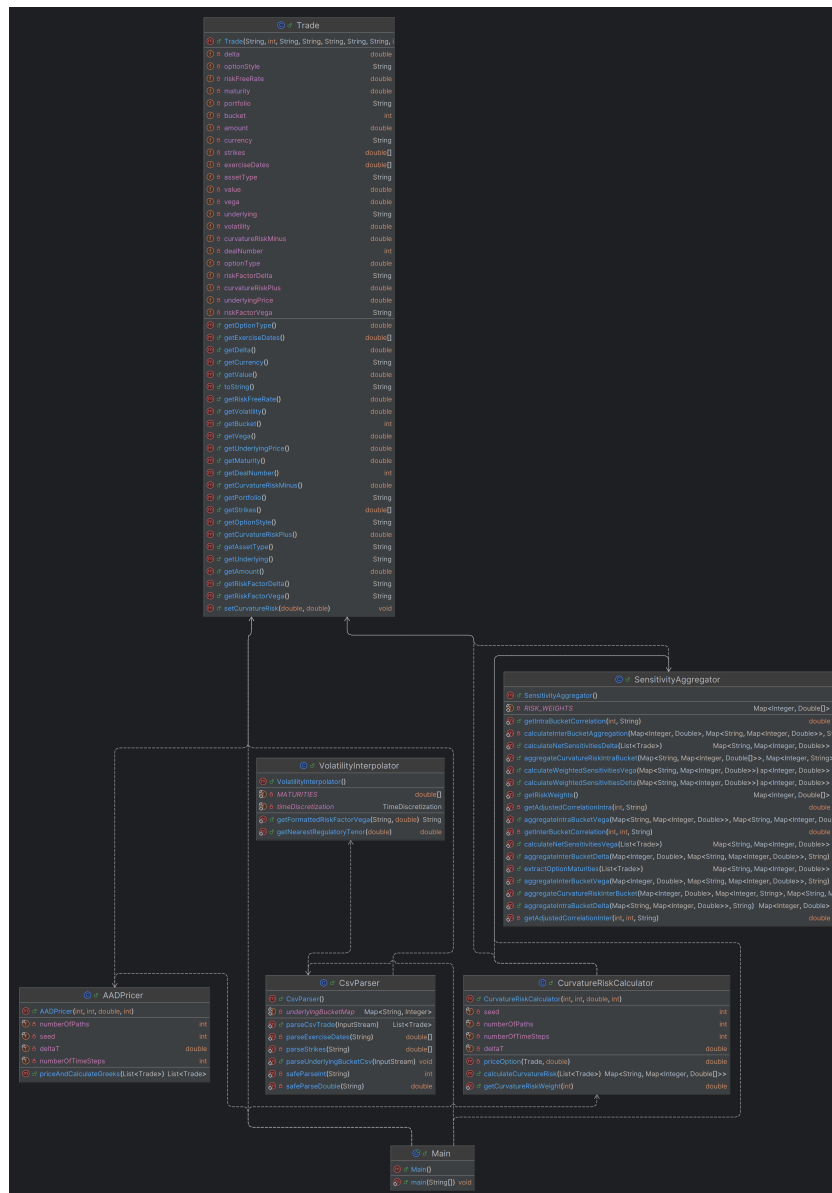 Trade
Trade(String, int, String, String, String, String, String,
delta double
optionStyle String
riskFreeRate double
maturity double
portfolio String
bucket int
amount double
currency String
strikes double[]
exerciseDates double[]
assetType String
value double
vega double
underlying String
volatility double
curvatureRiskMinus double
dealNumber int
optionType double
riskFactorDelta String
curvatureRiskPlus double
underlyingPrice double
riskFactorVega String
getOptionType() double
getExerciseDates() double[]
getDelta() double
getCurrency() String
getValue() double
toString() String
getRiskFreeRate() double
getVolatility() double
getBucket() int
getVega() double
getUnderlyingPrice() double
getMaturity() double
getDealNumber() int
getCurvatureRiskMinus() double
getPortfolio() String
getStrikes() double[]
getOptionStyle() String
getCurvatureRiskPlus() double
getAssetType() String
getUnderlying() String
getAmount() double
getRiskFactorDelta() String
getRiskFactorVega() String
setCurvatureRisk(double, double) void
SensitivityAggregator
SensitivityAggregator()
RISK_WEIGHTS Map<Integer, Double[]>
getIntraBucketCorrelation(int, String) double
calculateInterBucketAggregation(Map<Integer, Double>, Map<String, Map<Integer, Double>>, S
calculateNetSensitivitiesDelta(List<Trade>) Map<String, Map<Integer, Double>>
aggregateCurvatureRiskIntraBucket(Map<String, Map<Integer, Double[]>>, Map<Integer, String>
calculateWeightedSensitivitiesVega(Map<String, Map<Integer, Double>>) ap<Integer, Double>>
calculateWeightedSensitivitiesDelta(Map<String, Map<Integer, Double>>) ap<Integer, Double>>
getRiskWeights() Map<Integer, Double[]>
getAdjustedCorrelationIntra(int, String) double
aggregateIntraBucketVega(Map<String, Map<Integer, Double>>, Map<String, Map<Integer, Do
getInterBucketCorrelation(int, int, String) double
calculateNetSensitivitiesVega(List<Trade>) Map<String, Map<Integer, Double>>
aggregateInterBucketDelta(Map<Integer, Double>, Map<String, Map<Integer, Double>>, String)
extractOptionMaturities(List<Trade>) Map<String, Map<Integer, Double>>
aggregateInterBucketVega(Map<Integer, Double>, Map<String, Map<Integer, Double>>, String)
aggregateCurvatureRiskInterBucket(Map<Integer, Double>, Map<Integer, String>, Map<String, M
aggregateIntraBucketDelta(Map<String, Map<Integer, Double>>, String) Map<Integer, Double>
getAdjustedCorrelationInter(int, int, String) double
VolatilityInterpolator
VolatilityInterpolator()
MATURITIES double[]
timeDiscretization TimeDiscretization
getFormattedRiskFactorVega(String, double) String
getNearestRegulatoryTenor(double) double
AADPricer
AADPricer(int, int, double, int)
numberOfPaths int
seed int
deltaT double
numberOfTimeSteps int
priceAndCalculateGreeks(List<Trade>) List<Trade>
CsvParser
CsvParser()
underlyingBucketMap Map<String, Integer>
parseCsvTrade(InputStream) List<Trade>
parseExerciseDates(String) double[]
parseStrikes(String) double[]
parseUnderlyingBucketCsv(InputStream) void
safeParseInt(String) int
safeParseDouble(String) double
CurvatureRiskCalculator
CurvatureRiskCalculator(int, int, double, int)
seed int
numberOfPaths int
numberOfTimeSteps int
deltaT double
priceOption(Trade, double) double
calculateCurvatureRisk(List<Trade>) Map<String, Map<Integer, Double[]>>
getCurvatureRiskWeight(int) double
Main
Main()
main(String[]) void